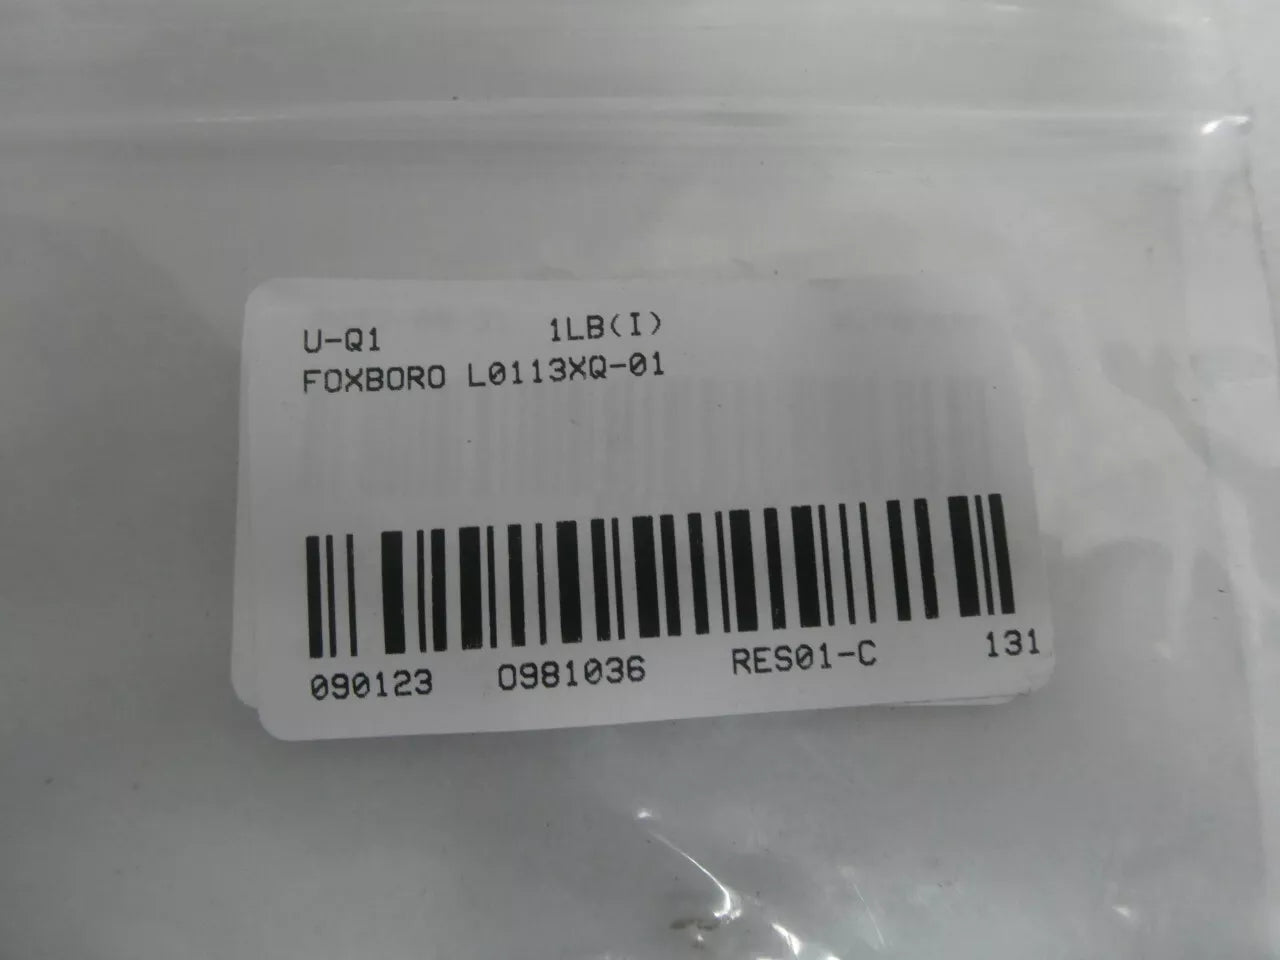 U-Q1 1LB(I)
FOXBORO L0113XQ-01
090123 0981036 RES01-C 131